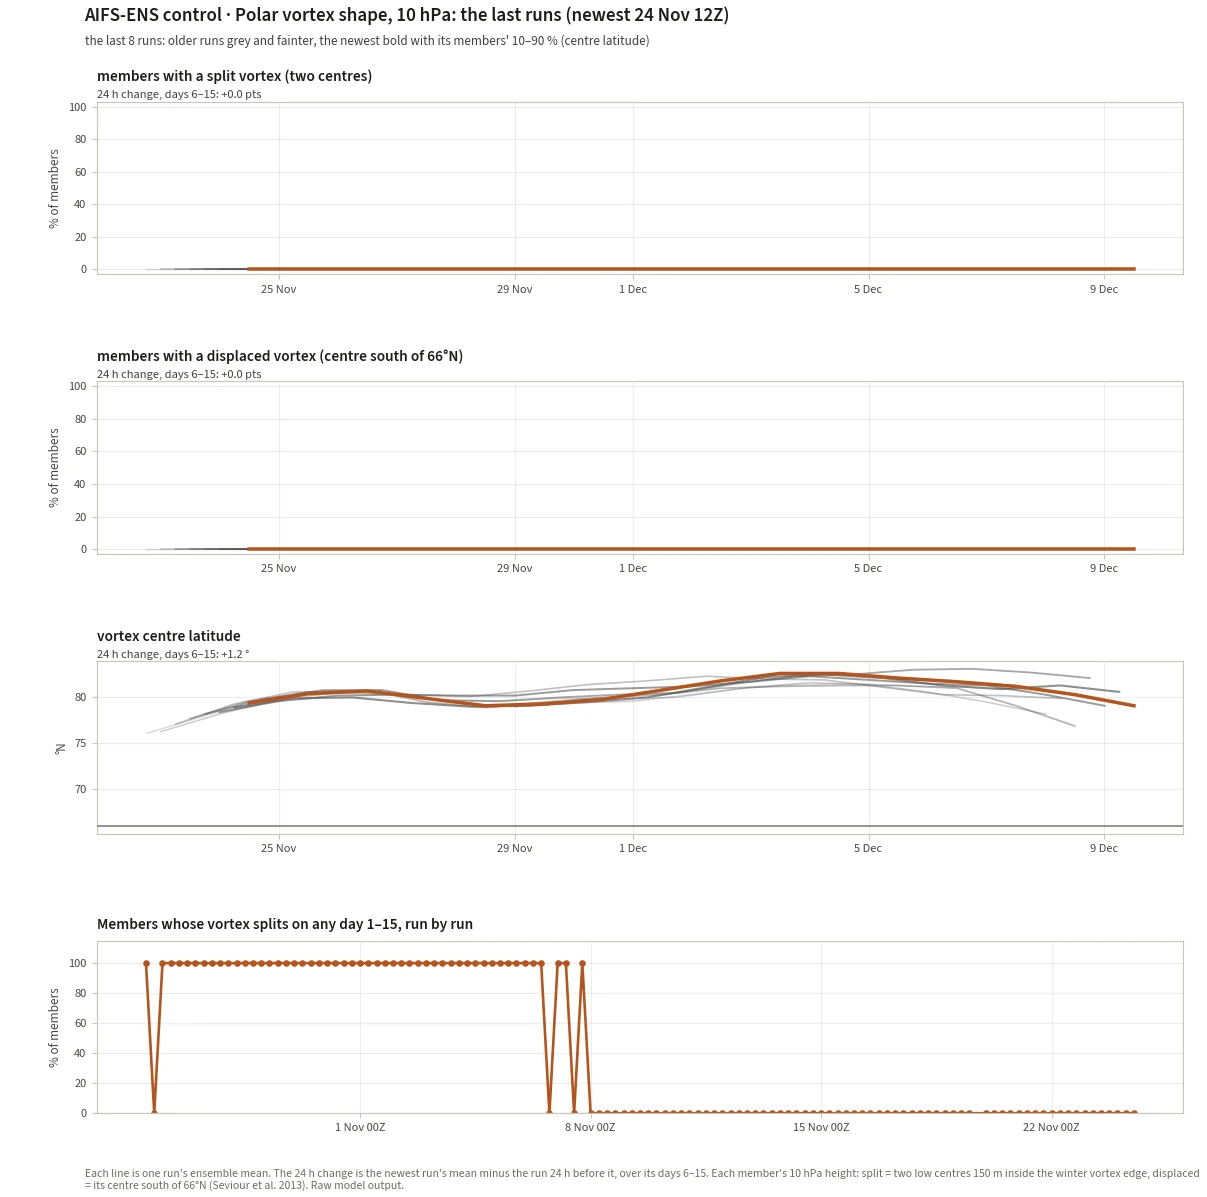 AIFS-ENS control · Polar vortex shape, 10 hPa: the last runs (newest 24 Nov 12Z)
the last 8 runs: older runs grey and fainter, the newest bold with its members' 10–90 % (centre latitude)
members with a split vortex (two centres)
24 h change, days 6–15: +0.0 pts
100
80
60
40
20
0
% of members
25 Nov
29 Nov
1 Dec
5 Dec
9 Dec
members with a displaced vortex (centre south of 66°N)
24 h change, days 6–15: +0.0 pts
100
80
60
40
20
0
% of members
25 Nov
29 Nov
1 Dec
5 Dec
9 Dec
vortex centre latitude
24 h change, days 6–15: +1.2 °
80
75
70
°N
25 Nov
29 Nov
1 Dec
5 Dec
9 Dec
Members whose vortex splits on any day 1–15, run by run
100
80
60
40
20
0
% of members
1 Nov 00Z
8 Nov 00Z
15 Nov 00Z
22 Nov 00Z
Each line is one run's ensemble mean. The 24 h change is the newest run's mean minus the run 24 h before it, over its days 6–15. Each member's 10 hPa height: split = two low centres 150 m inside the winter vortex edge, displaced
= its centre south of 66°N (Seviour et al. 2013). Raw model output.